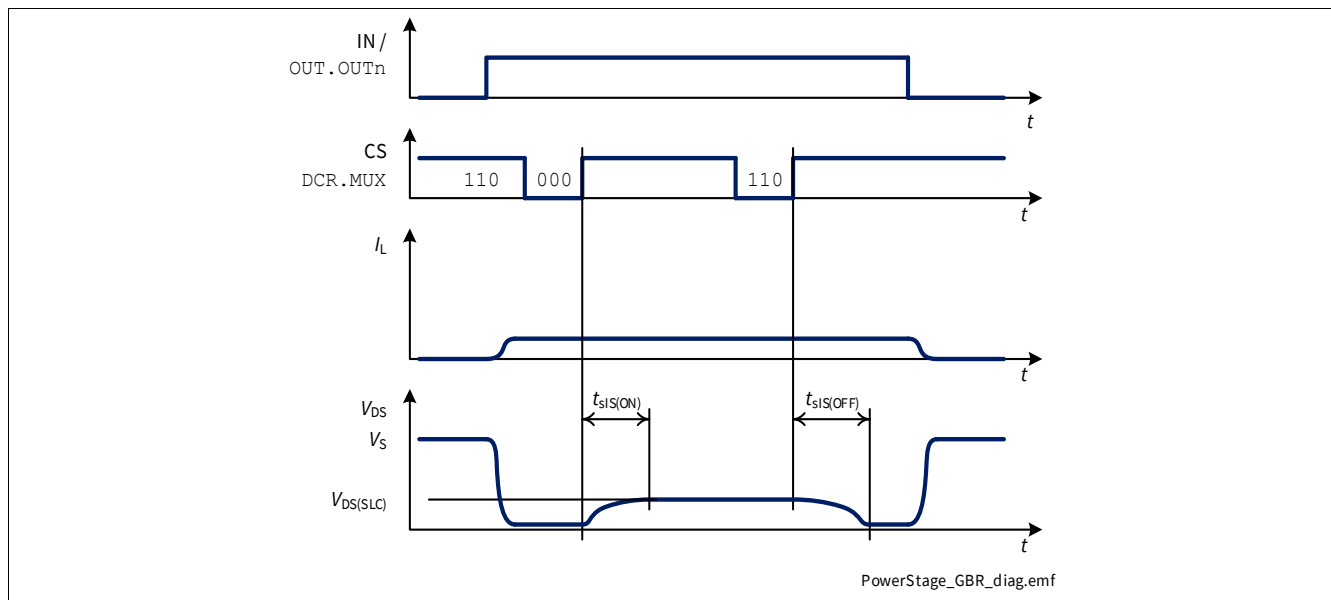 IN /
OUT.OUTn
t
CS
DCR.MUX
110 000 110
t
IL
t
VDS
tsIS(ON) tsIS(OFF)
VS
VDS(SLC)
t
PowerStage_GBR_diag.emf